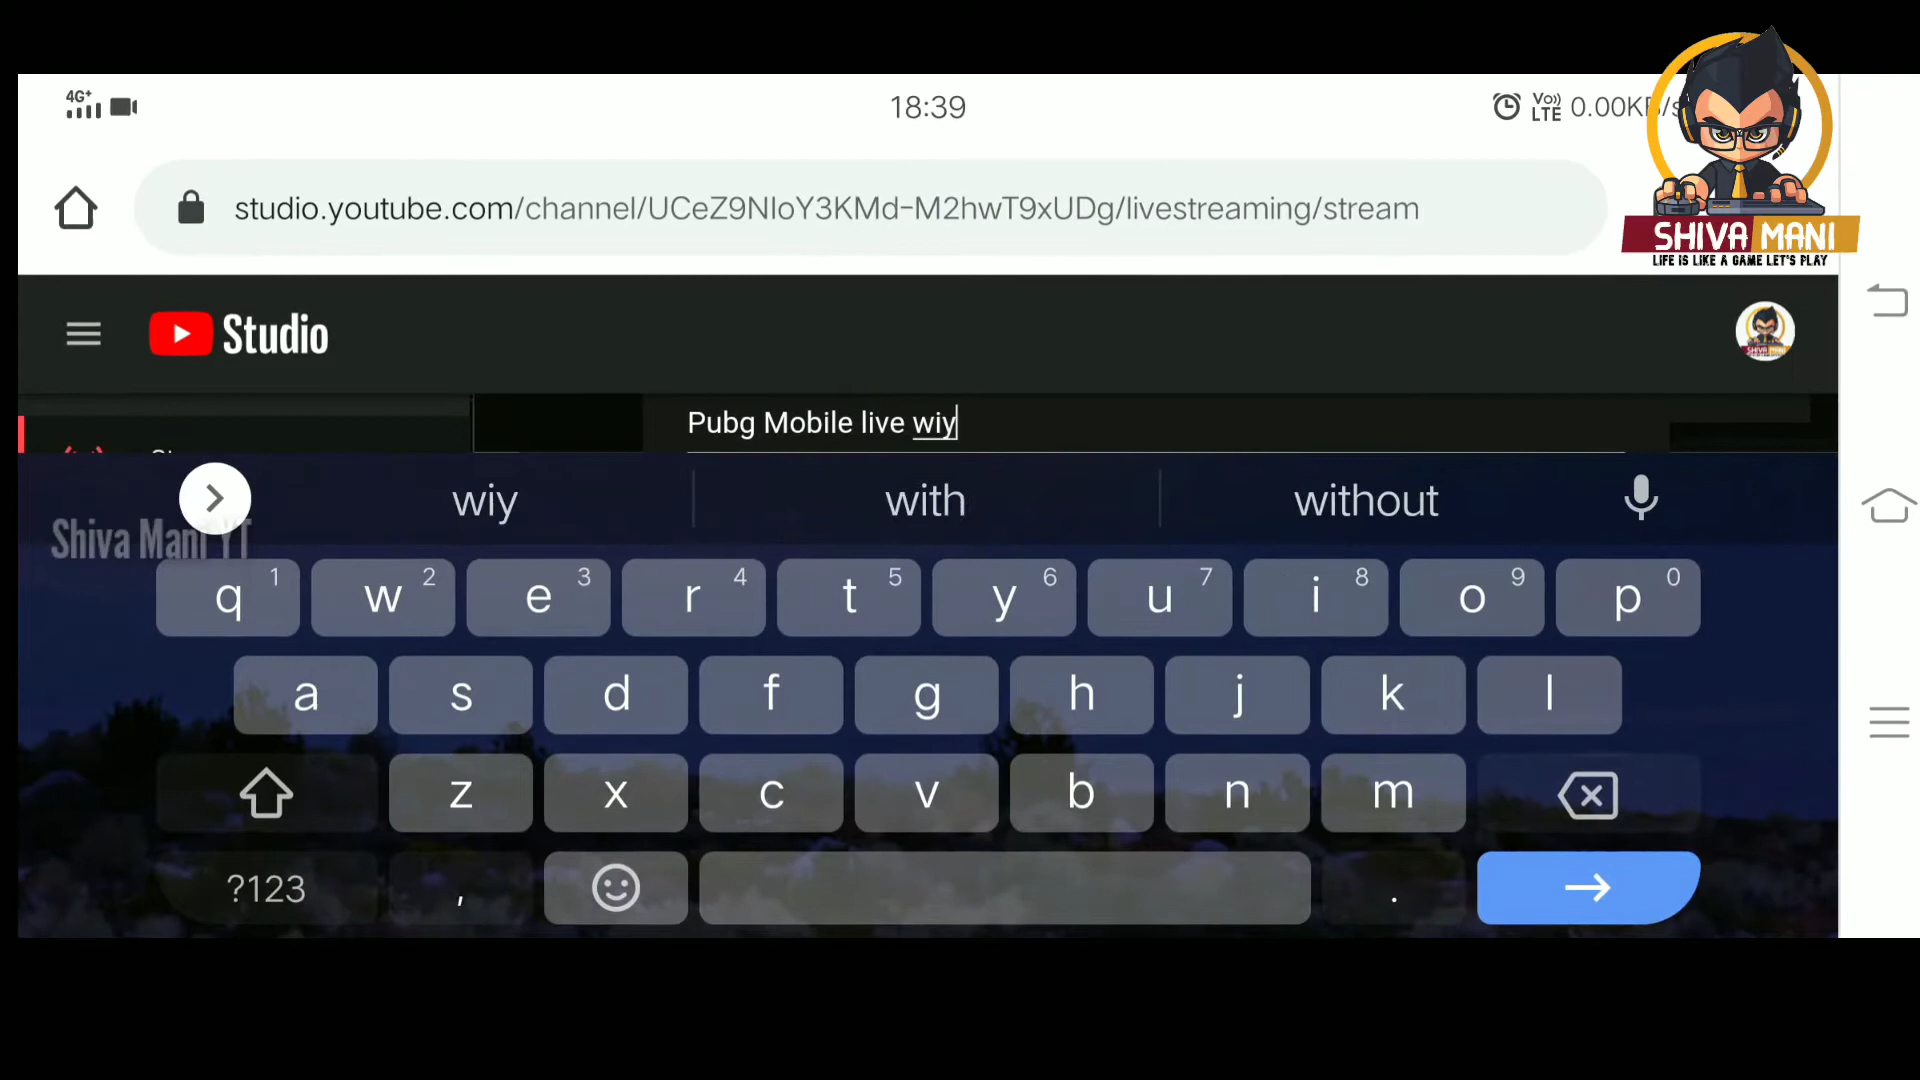 4G+
18:39
Vo))
LTE
0.00KB/s
studio.youtube.com/channel/UCeZ9NIoY3KMd-M2hwT9xUDg/livestreaming/stream
SHIVA MANI
LIFE IS LIKE A GAME LET'S PLAY
Studio
Pubg Mobile live wiy
wiy with without
Shiva Mani YT
q 1 w 2 e 3 r 4 t 5 y 6 u 7 i 8 o 9 p 0
a s d f g h j k l
z x c v b n m
?123 , .